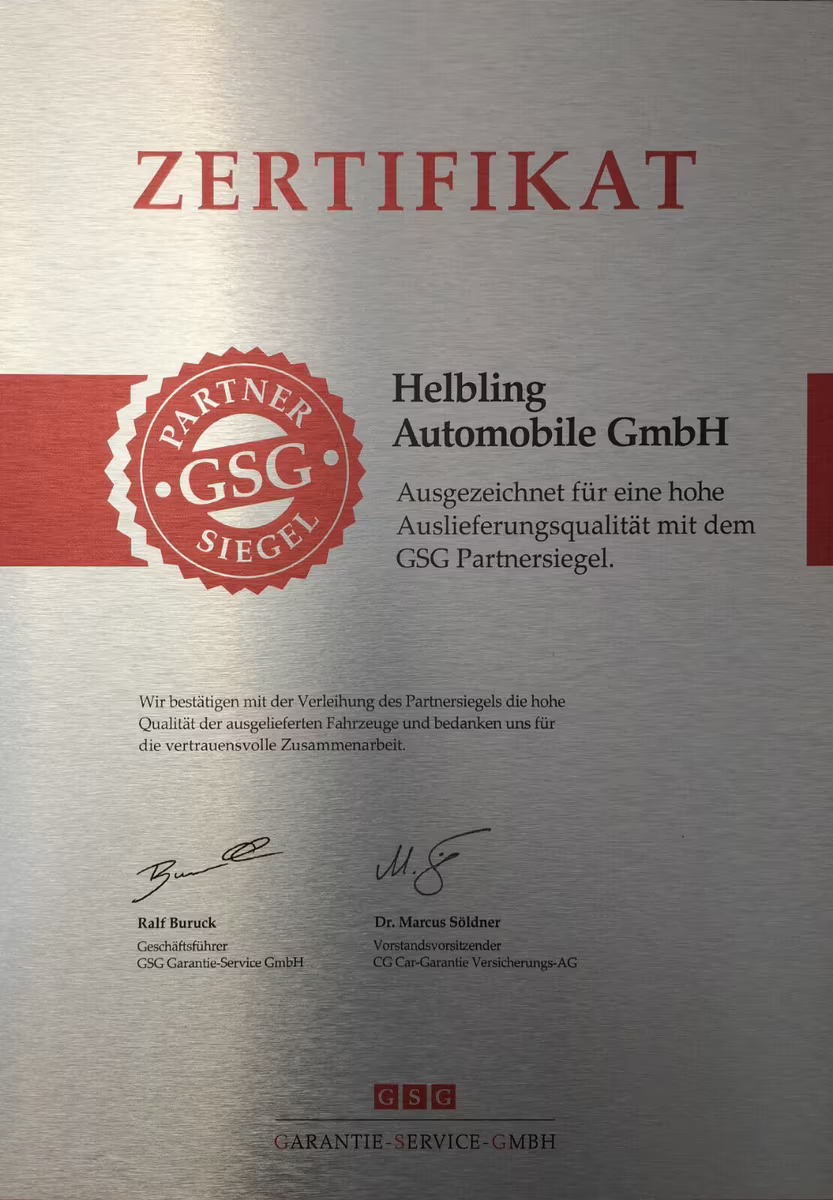 ZERTIFIKAT
PARTNER
GSG
SIEGEL
Helbling
Automobile GmbH
Ausgezeichnet für eine hohe
Auslieferungsqualität mit dem
GSG Partnersiegel.
Wir bestätigen mit der Verleihung des Partnersiegels die hohe
Qualität der ausgelieferten Fahrzeuge und bedanken uns für
die vertrauensvolle Zusammenarbeit.
Ralf Buruck
Geschäftsführer
GSG Garantie-Service GmbH
Dr. Marcus Söldner
Vorstandsvorsitzender
CG Car-Garantie Versicherungs-AG
GSG
GARANTIE-SERVICE-GMBH